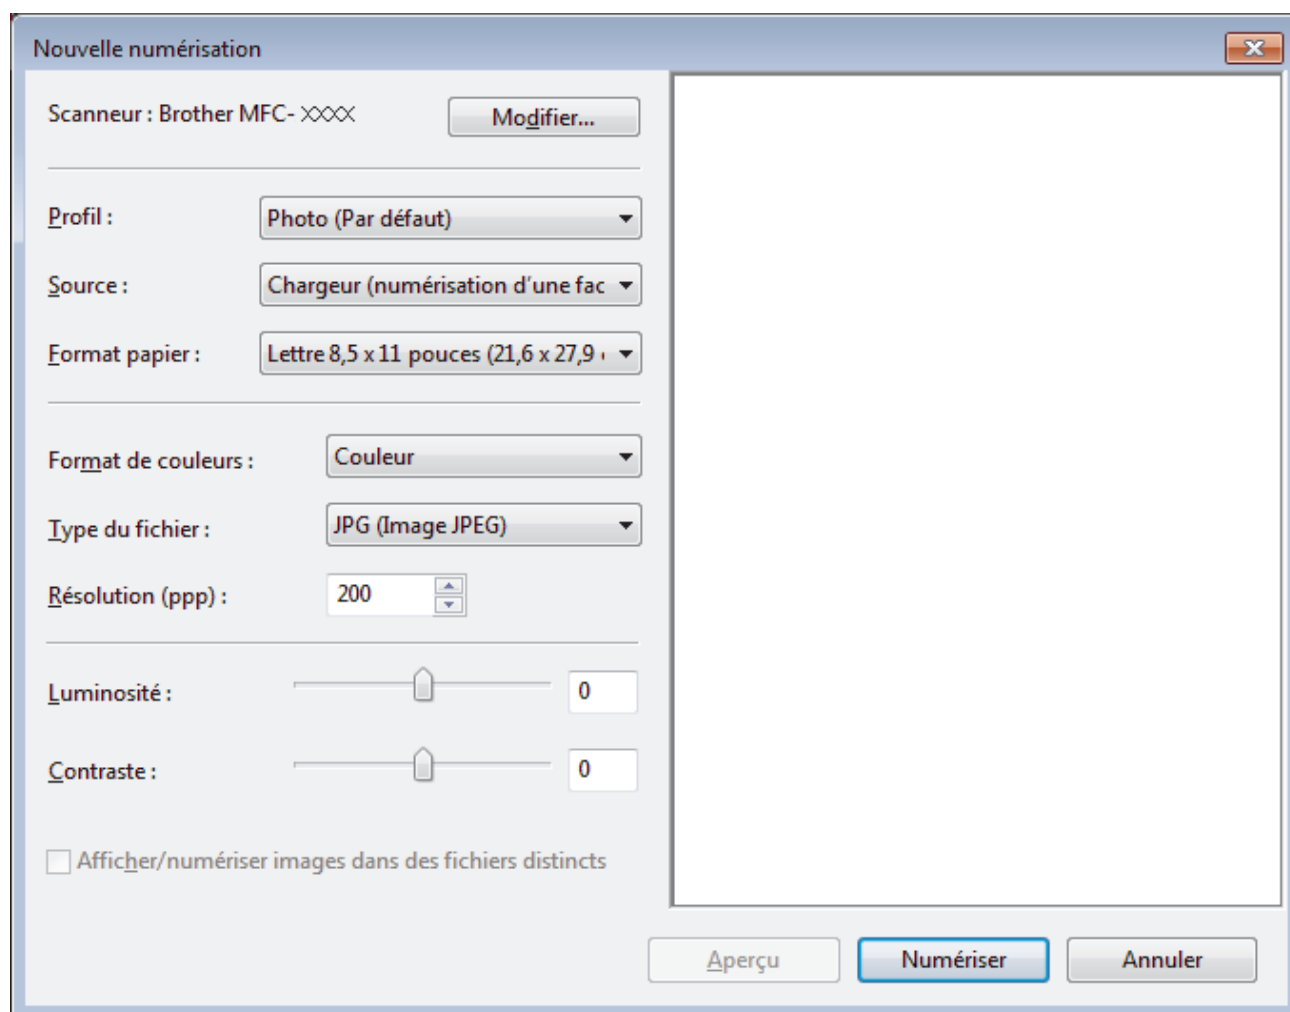 Nouvelle numérisation
Scanneur : Brother MFC- XXXX
Modifier...
Profil :
Photo (Par défaut)
Source :
Chargeur (numérisation d'une fac
Format papier :
Lettre 8,5 x 11 pouces (21,6 x 27,9
Format de couleurs :
Couleur
Type du fichier :
JPG (Image JPEG)
Résolution (ppp) :
200
Luminosité :
0
Contraste :
0
Afficher/numériser images dans des fichiers distincts
Aperçu
Numériser
Annuler